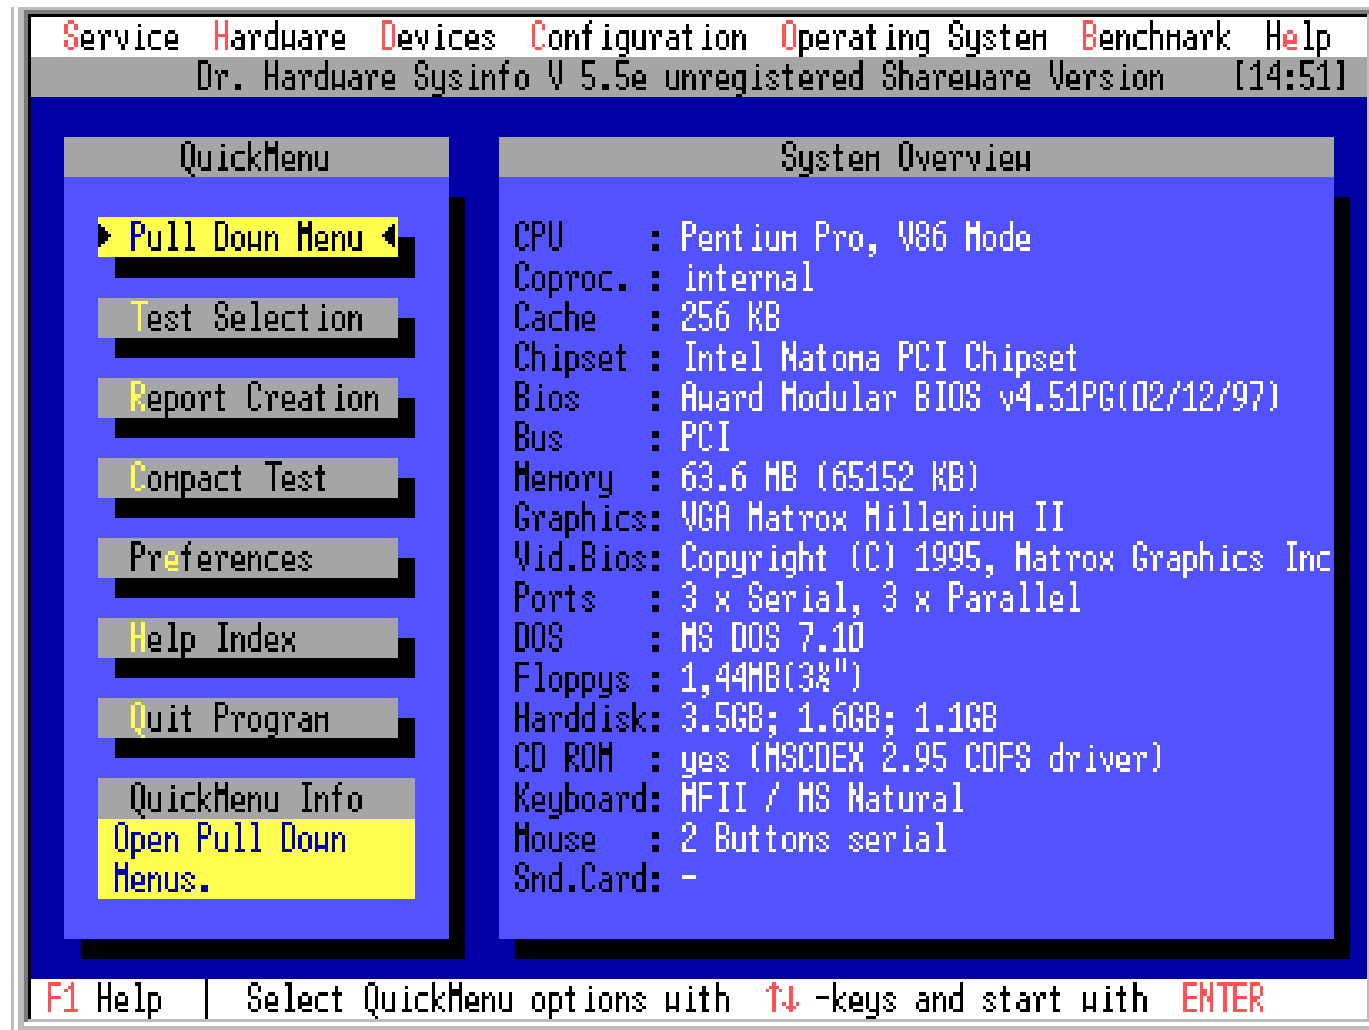 Service Hardware Devices Configuration Operating System Benchmark Help
Dr. Hardware Sysinfo V 5.5e unregistered Shareware Version [14:51]
QuickMenu
► Pull Down Menu ◄
Test Selection
Report Creation
Compact Test
Preferences
Help Index
Quit Program
QuickMenu Info
Open Pull Down
Menus.
System Overview
CPU : Pentium Pro, V86 Mode
Coproc. : internal
Cache : 256 KB
Chipset : Intel Natoma PCI Chipset
Bios : Award Modular BIOS v4.51PG(02/12/97)
Bus : PCI
Memory : 63.6 MB (65152 KB)
Graphics: VGA Matrox Millenium II
Vid.Bios: Copyright (C) 1995, Matrox Graphics Inc
Ports : 3 x Serial, 3 x Parallel
DOS : MS DOS 7.10
Floppys : 1,44MB(3½")
Harddisk: 3.5GB; 1.6GB; 1.1GB
CD ROM : yes (MSCDEX 2.95 CDFS driver)
Keyboard: MFII / MS Natural
Mouse : 2 Buttons serial
Snd.Card: -
F1 Help │ Select QuickMenu options with ↑↓ -keys and start with ENTER